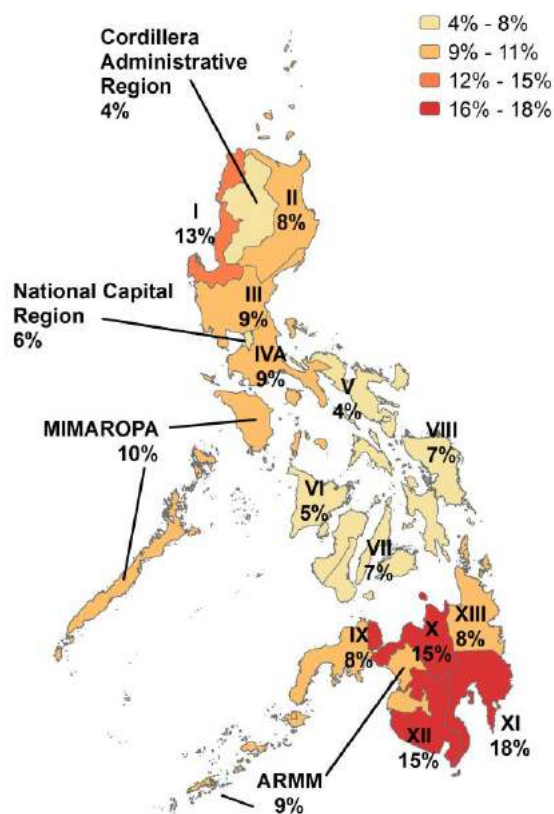 4% - 8%
9% - 11%
12% - 15%
16% - 18%
Cordillera
Administrative
Region
4%
II
8%
I
13%
National Capital
Region
6%
III
9%
IVA
9%
V
4%
MIMAROPA
10%
VIII
7%
VI
5%
VII
7%
IX
8%
X
15%
XIII
8%
XI
18%
XII
15%
ARMM
9%